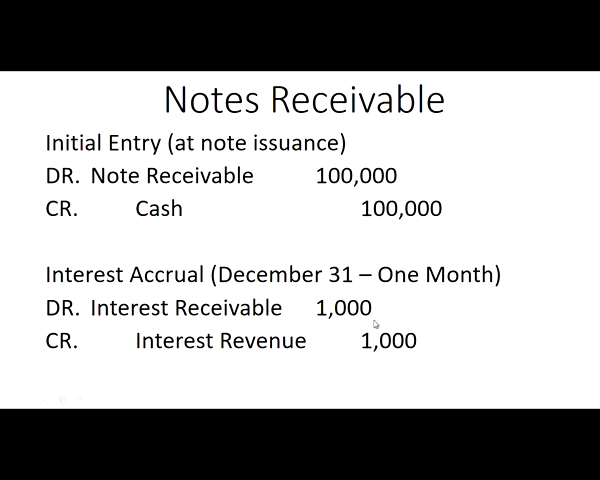 Notes Receivable
Initial Entry (at note issuance)
DR. Note Receivable 100,000
CR. Cash 100,000
Interest Accrual (December 31 – One Month)
DR. Interest Receivable 1,000
CR. Interest Revenue 1,000